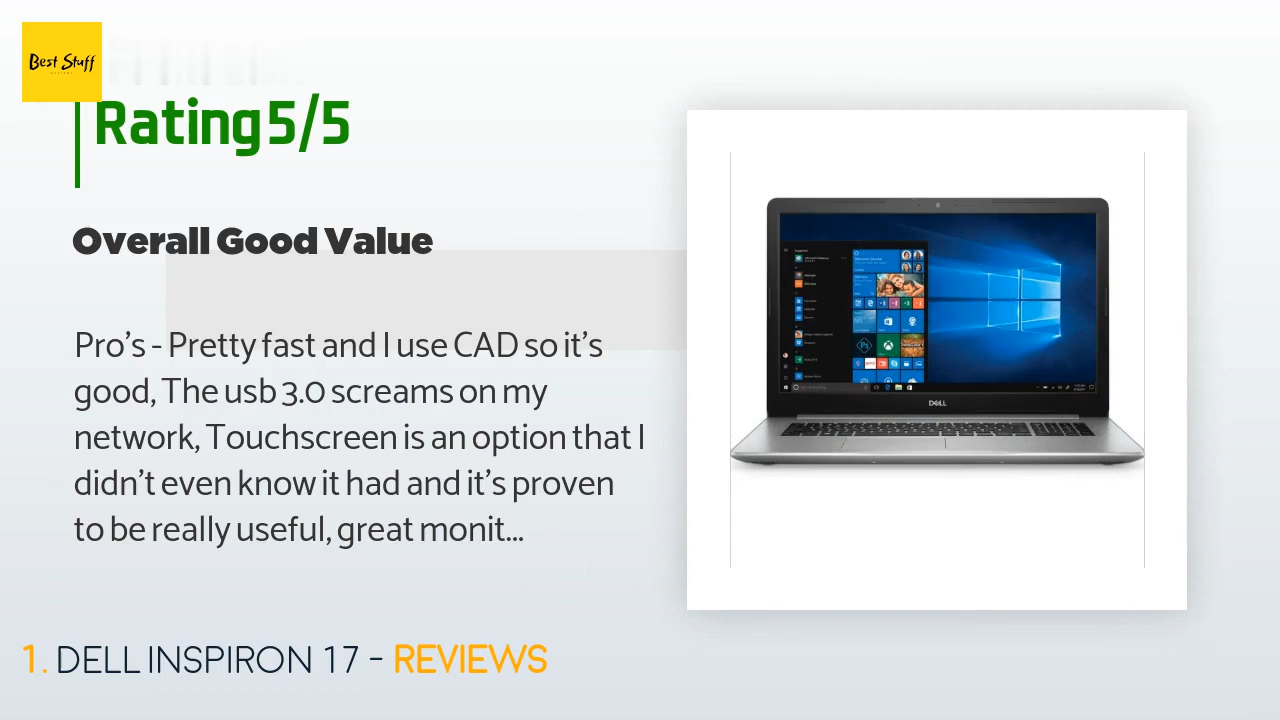 Best Stuff
Rating 5/5
Overall Good Value
Pro's - Pretty fast and I use CAD so it's
good, The usb 3.0 screams on my
network, Touchscreen is an option that I
didn't even know it had and it's proven
to be really useful, great monit...
DELL
1. DELL INSPIRON 17 - REVIEWS